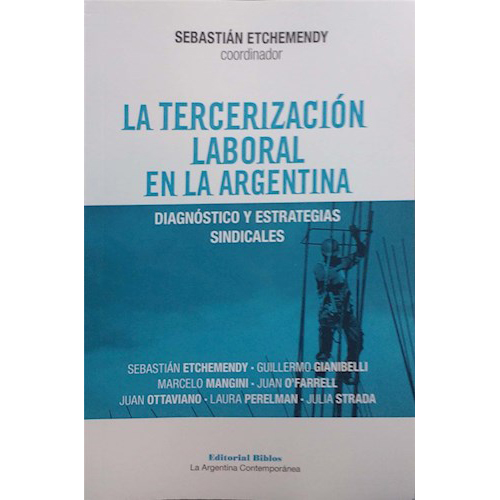 SEBASTIÁN ETCHEMENDY
coordinador
LA TERCERIZACIÓN
LABORAL
EN LA ARGENTINA
DIAGNÓSTICO Y ESTRATEGIAS
SINDICALES
SEBASTIÁN ETCHEMENDY · GUILLERMO GIANIBELLI
MARCELO MANGINI · JUAN O'FARRELL
JUAN OTTAVIANO · LAURA PERELMAN · JULIA STRADA
Editorial Biblos
La Argentina Contemporánea